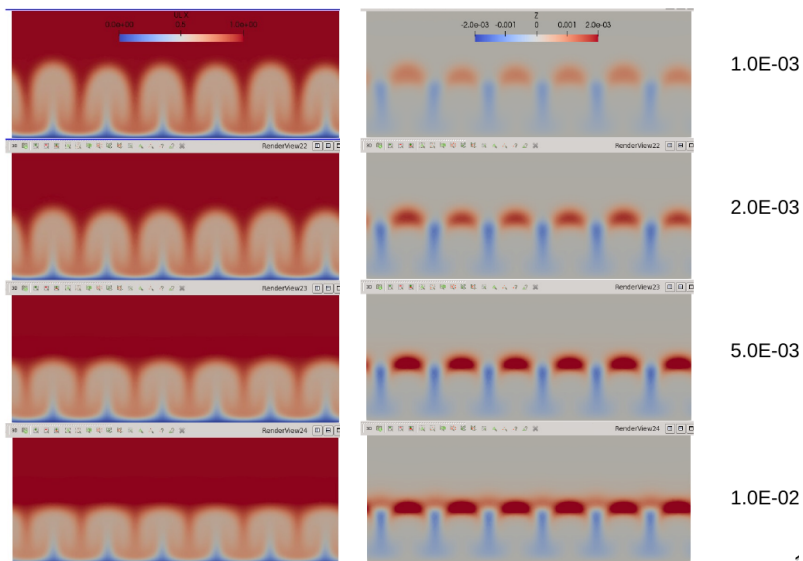 U, X
0.0e+00 0.5 1.0e+00
Z
-2.0e-03 -0.001 0 0.001 2.0e-03
1.0E-03
RenderView22
RenderView22
2.0E-03
RenderView23
RenderView23
5.0E-03
RenderView24
RenderView24
1.0E-02